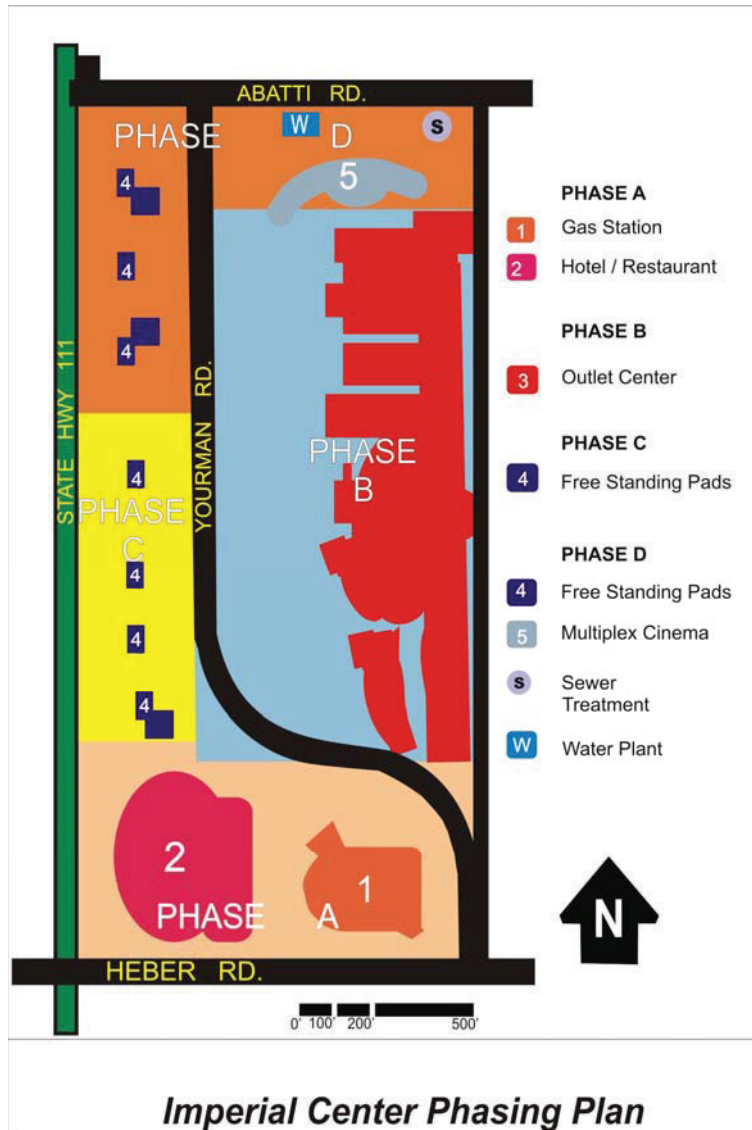 ABATTI RD.
PHASE D
W
S
5
4
4
4
STATE HWY 111
YOURMAN RD.
PHASE B
4
PHASE C
4
4
4
2
1
PHASE A
HEBER RD.
0' 100' 200' 500'
PHASE A
1 Gas Station
2 Hotel / Restaurant
PHASE B
3 Outlet Center
PHASE C
4 Free Standing Pads
PHASE D
4 Free Standing Pads
5 Multiplex Cinema
S Sewer
Treatment
W Water Plant
N
Imperial Center Phasing Plan